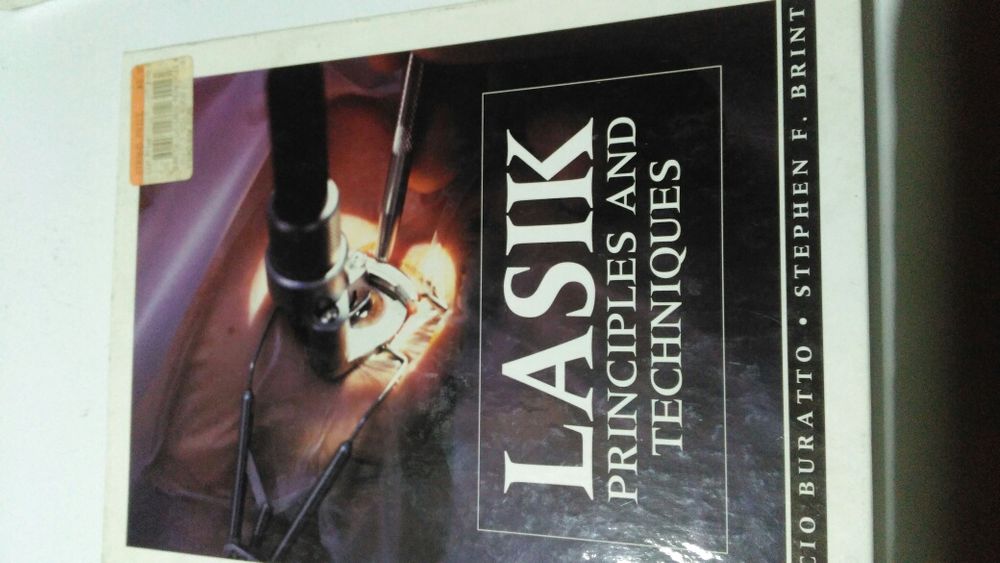 LASIK
PRINCIPLES AND
TECHNIQUES
CIO BURATTO • STEPHEN F. BRINT